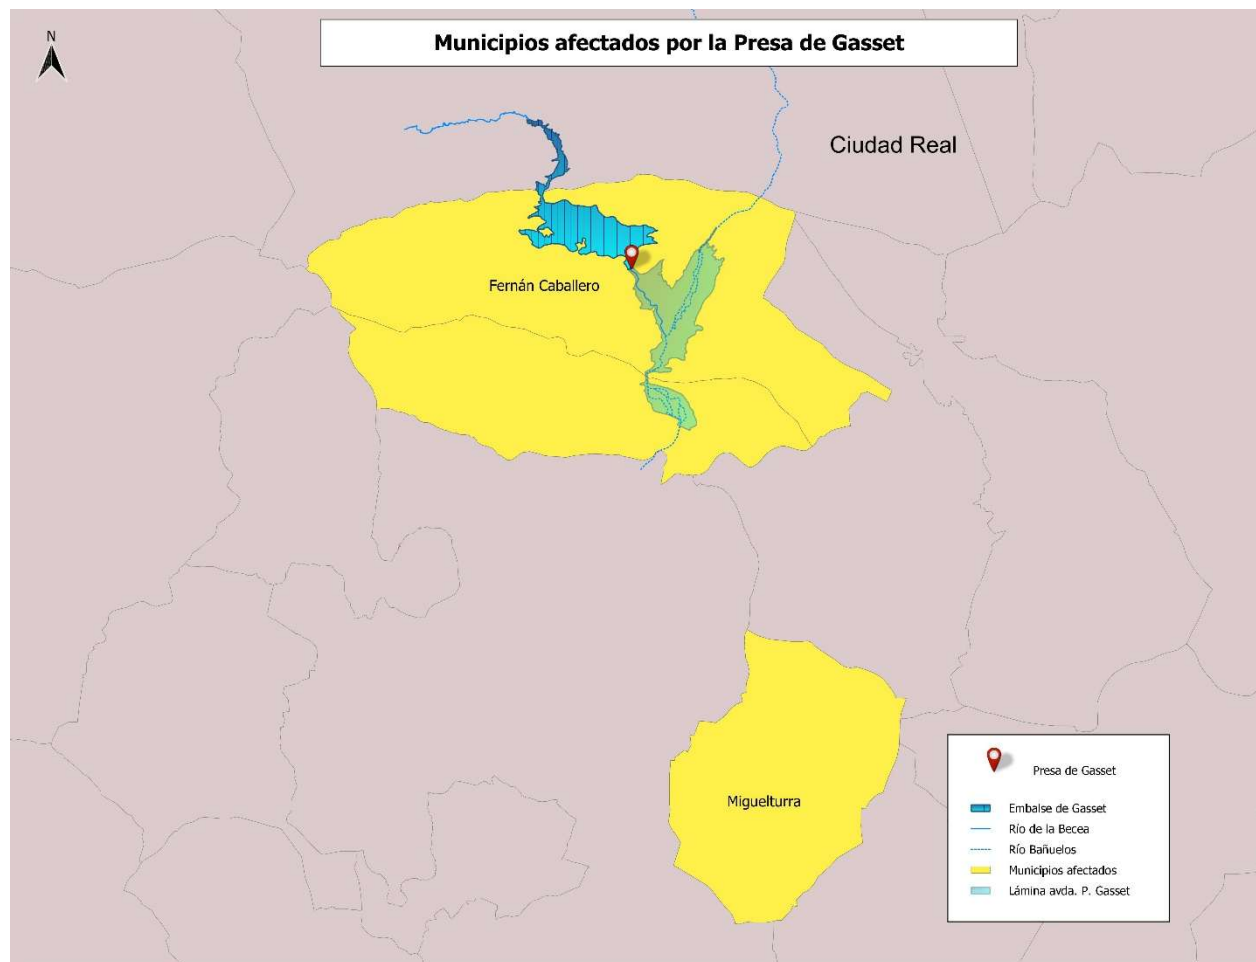 Municipios afectados por la Presa de Gasset
N
Ciudad Real
Fernán Caballero
Miguelturra
Presa de Gasset
Embalse de Gasset
Río de la Becea
Río Bañuelos
Municipios afectados
Lámina avda. P. Gasset